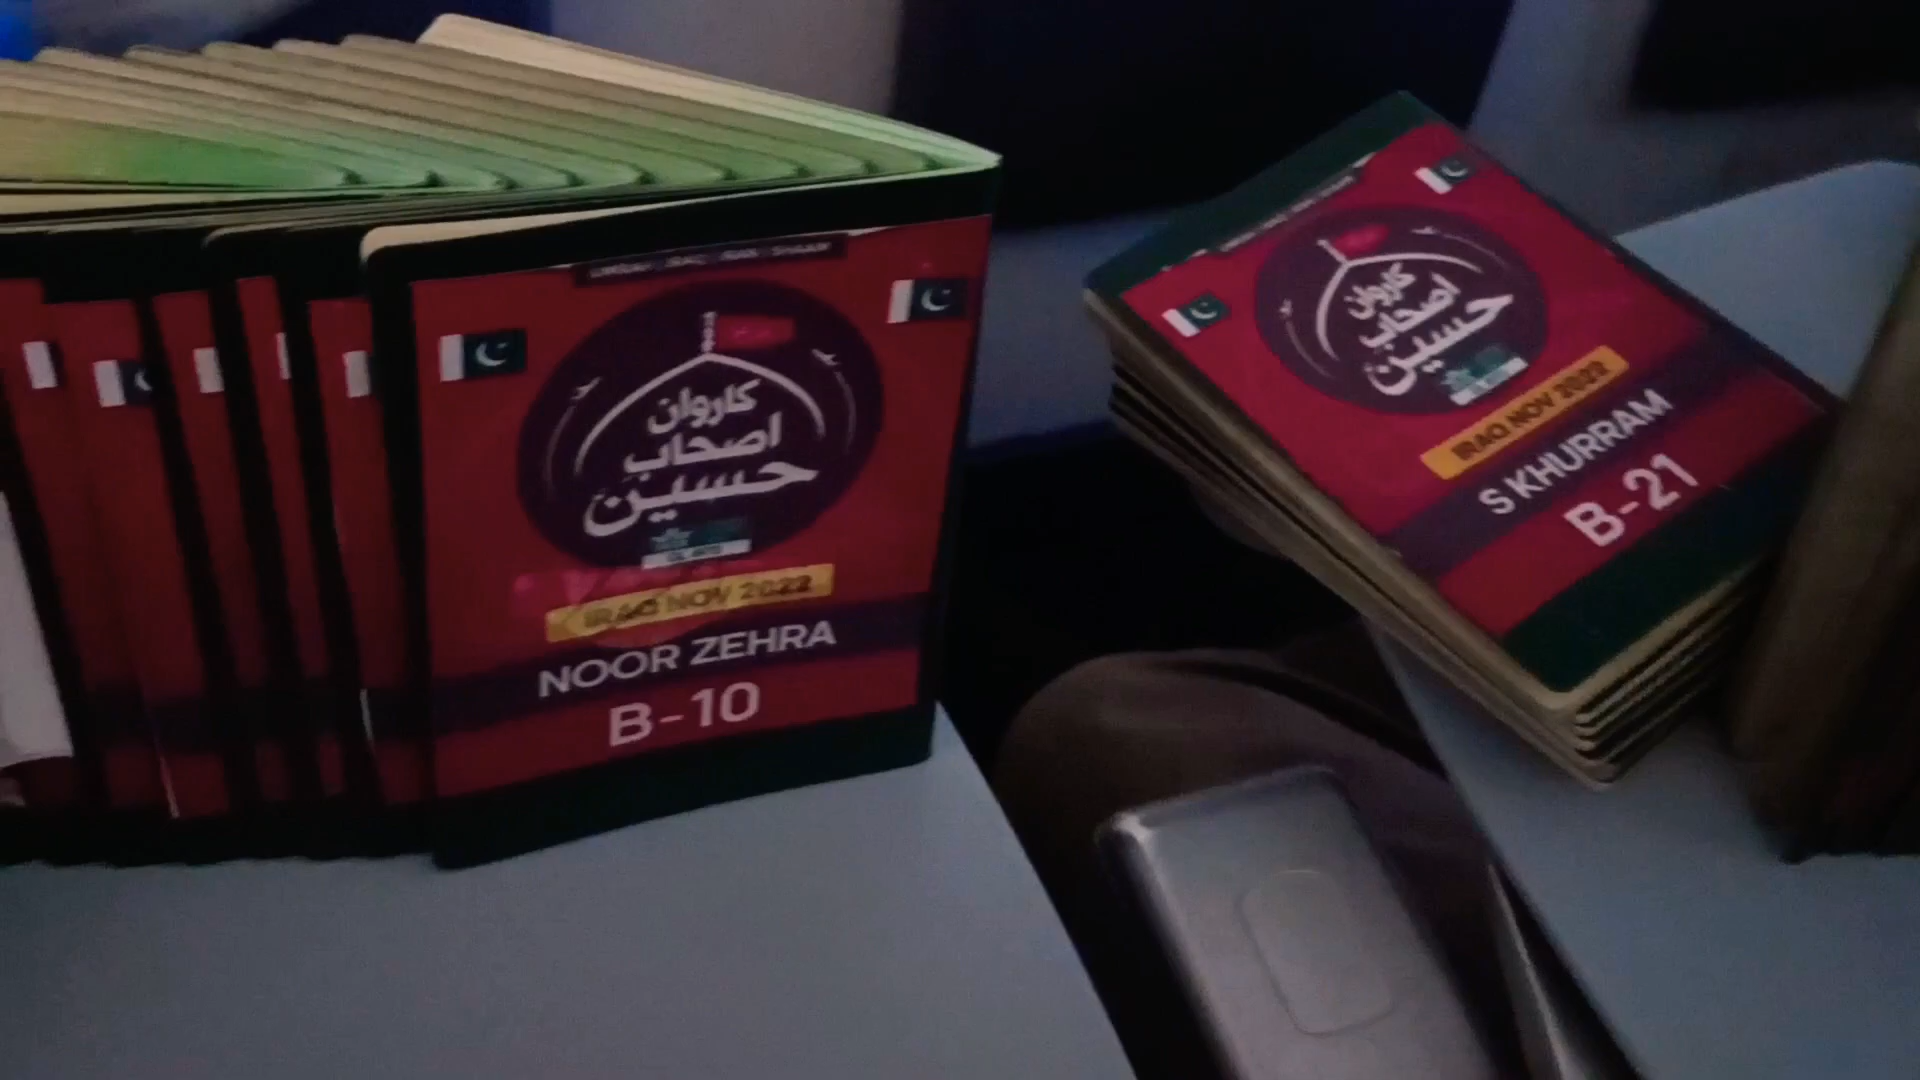 کاروان
اصحاب
حسین
IRAQ NOV 2022
NOOR ZEHRA
B-10
کاروان
اصحاب
حسین
IRAQ NOV 2022
S KHURRAM
B-21